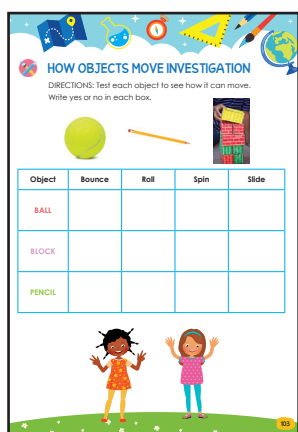 HOW OBJECTS MOVE INVESTIGATION
DIRECTIONS: Test each object to see how it can move.
Write yes or no in each box.
Object Bounce Roll Spin Slide
BALL
BLOCK
PENCIL
103